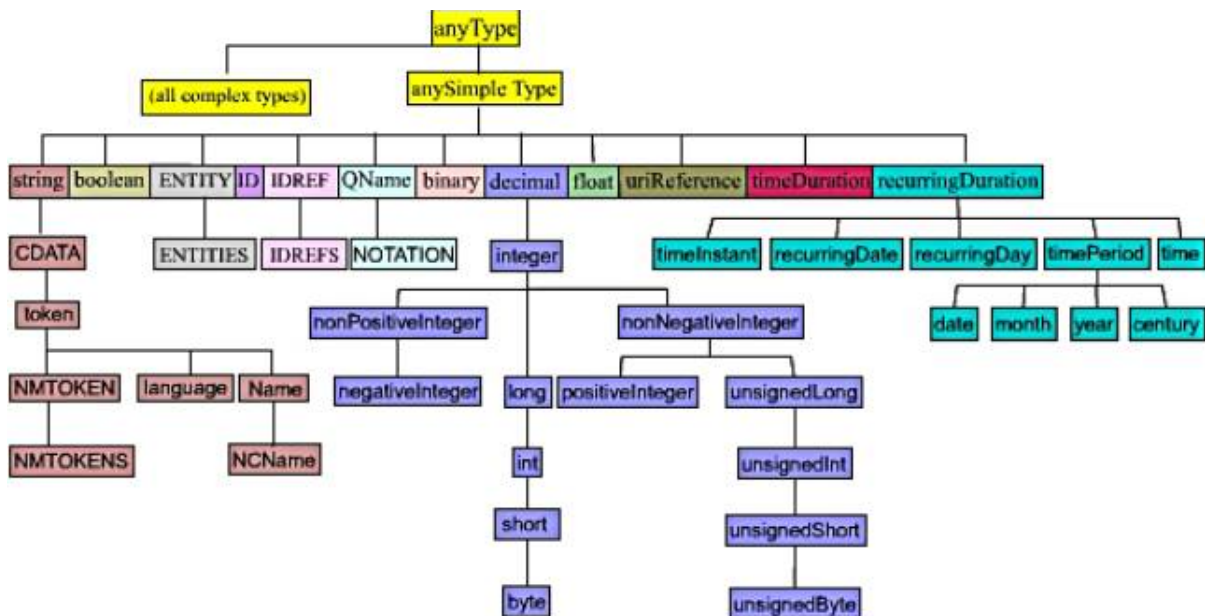 anyType
(all complex types)
anySimple Type
string boolean ENTITY ID IDREF QName binary decimal float uriReference timeDuration recurringDuration
CDATA ENTITIES IDREFS NOTATION integer timeInstant recurringDate recurringDay timePeriod time
token nonPositiveInteger nonNegativeInteger date month year century
NMTOKEN language Name negativeInteger long positiveInteger unsignedLong
NMTOKENS NCName int unsignedInt
short unsignedShort
byte unsignedByte